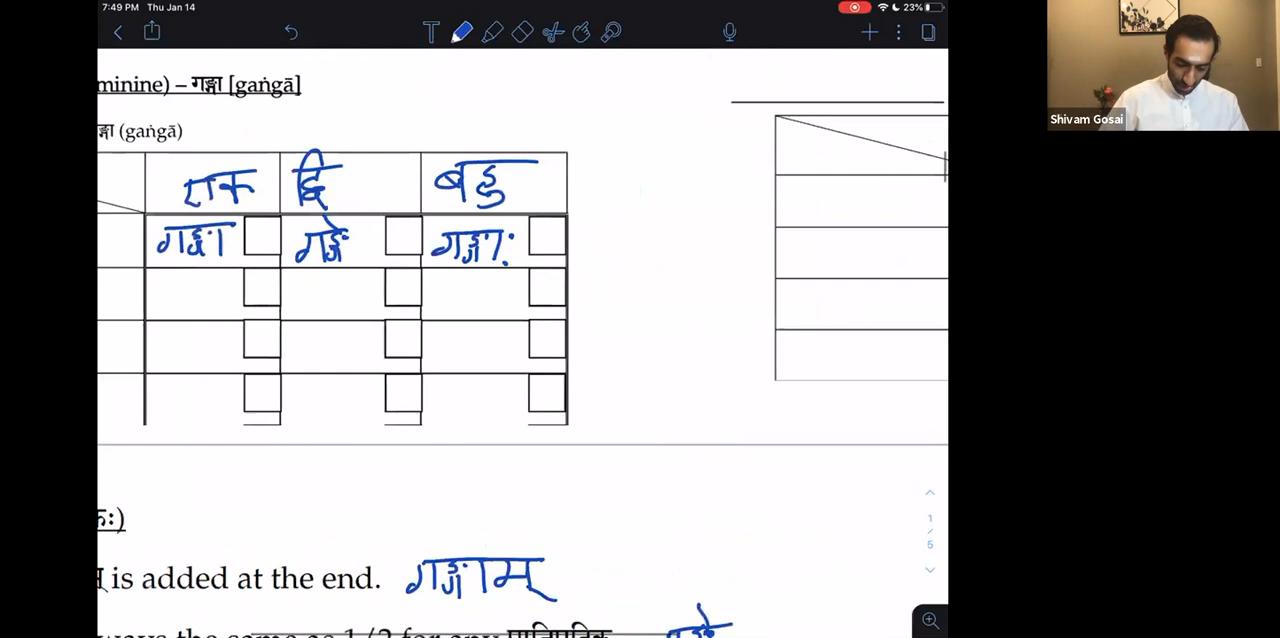 7:49 PM Thu Jan 14
23%
minine) – गङ्गा [gaṅgā]
ङ्गा (gaṅgā)
एक द्वि बहु
गङ्गा गङ्गे गङ्गाः
कः)
is added at the end. गङ्गाम्
ways the same as 1/2 for any प्रातिपदिक
1
/
5
Shivam Gosai